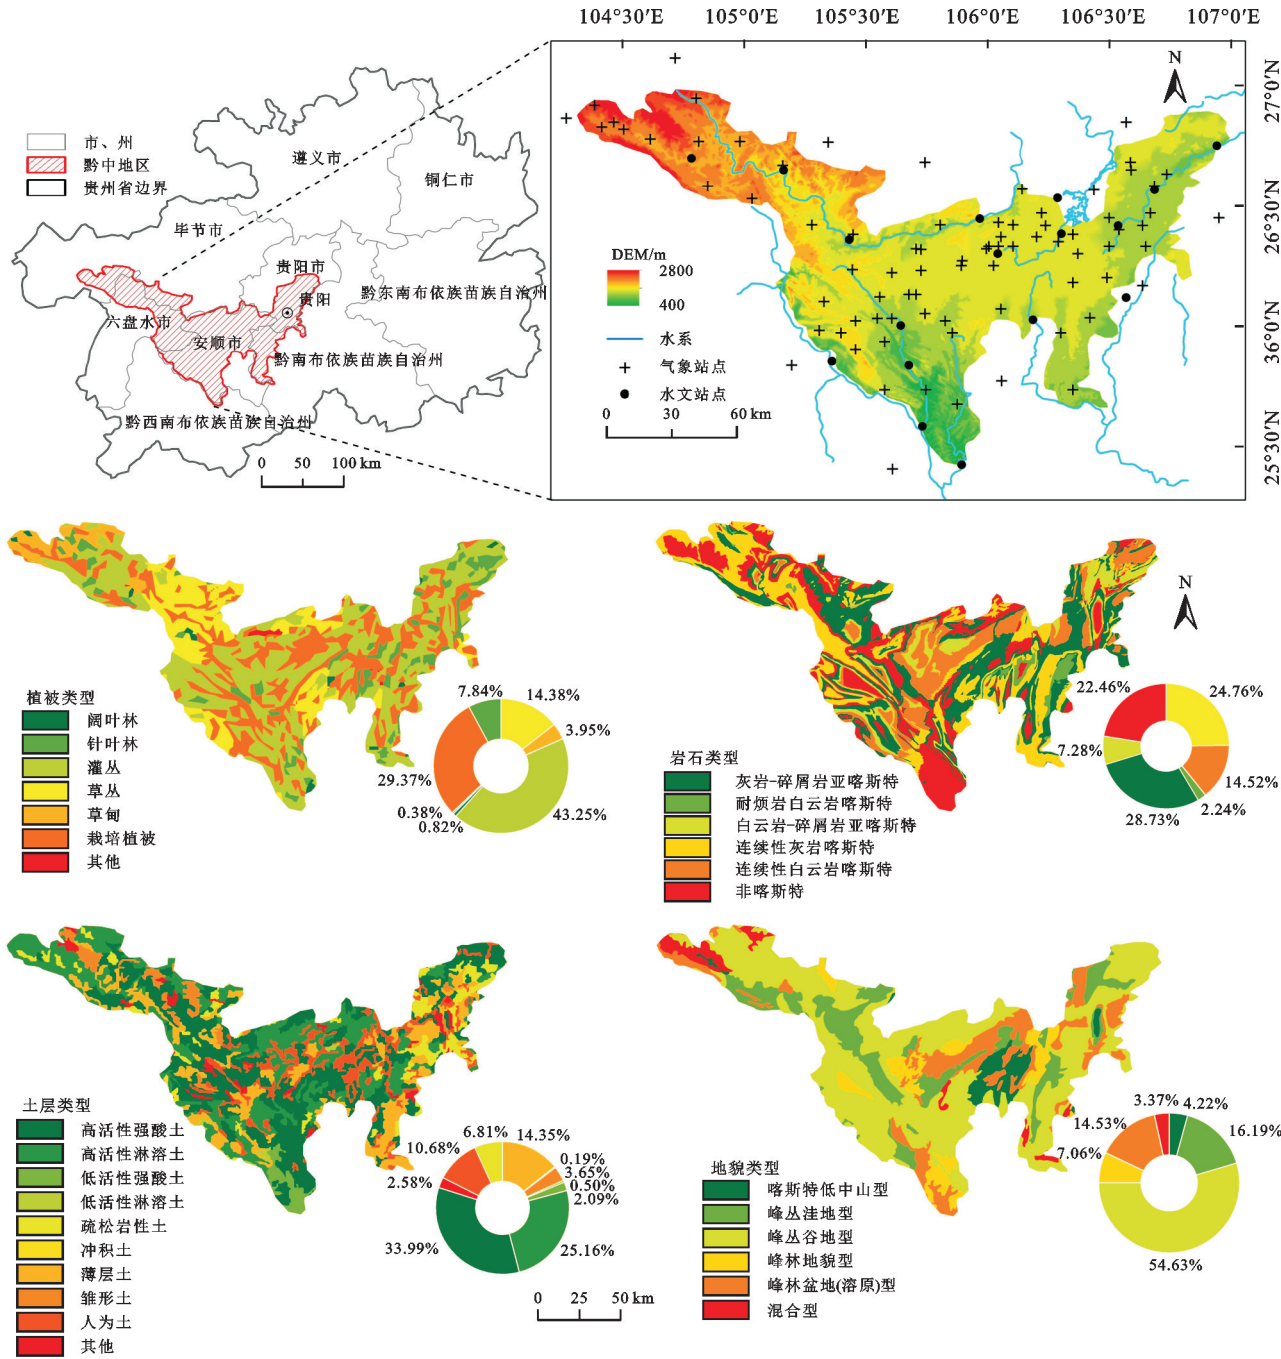 104°30′E 105°0′E 105°30′E 106°0′E 106°30′E 107°0′E
市、州
黔中地区
贵州省边界
遵义市
铜仁市
毕节市
贵阳市
贵阳
黔东南布依族苗族自治州
六盘水市
安顺市
黔南布依族苗族自治州
黔西南布依族苗族自治州
0 50 100 km
N
DEM/m
2800
400
水系
气象站点
水文站点
0 30 60 km
27°0′N
26°30′N
36°0′N
25°30′N
植被类型
阔叶林
针叶林
灌丛
草丛
草甸
栽培植被
其他
7.84%
14.38%
3.95%
43.25%
0.82%
0.38%
29.37%
N
岩石类型
灰岩-碎屑岩亚喀斯特
耐烦岩白云岩喀斯特
白云岩-碎屑岩亚喀斯特
连续性灰岩喀斯特
连续性白云岩喀斯特
非喀斯特
22.46%
24.76%
14.52%
2.24%
28.73%
7.28%
土层类型
高活性强酸土
高活性淋溶土
低活性强酸土
低活性淋溶土
疏松岩性土
冲积土
薄层土
雏形土
人为土
其他
6.81%
14.35%
0.19%
3.65%
0.50%
2.09%
25.16%
33.99%
2.58%
10.68%
0 25 50 km
地貌类型
喀斯特低中山型
峰丛洼地型
峰丛谷地型
峰林地貌型
峰林盆地(溶原)型
混合型
3.37%
4.22%
16.19%
54.63%
7.06%
14.53%